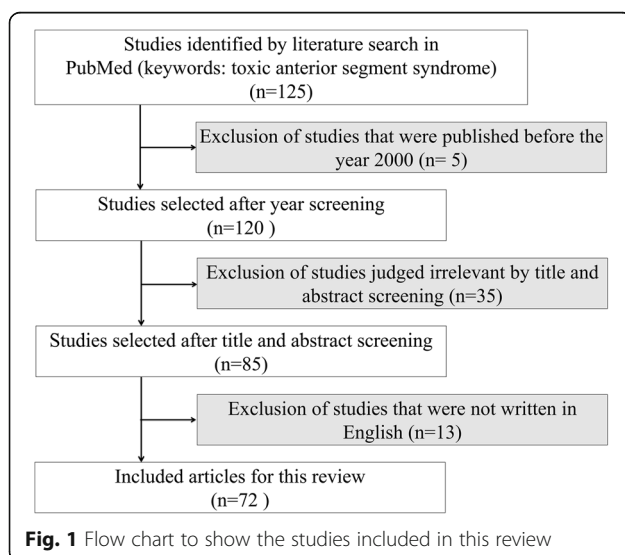 Studies identified by literature search in
PubMed (keywords: toxic anterior segment syndrome)
(n=125)
Exclusion of studies that were published before the
year 2000 (n= 5)
Studies selected after year screening
(n=120 )
Exclusion of studies judged irrelevant by title and
abstract screening (n=35)
Studies selected after title and abstract screening
(n=85)
Exclusion of studies that were not written in
English (n=13)
Included articles for this review
(n=72 )
Fig. 1 Flow chart to show the studies included in this review